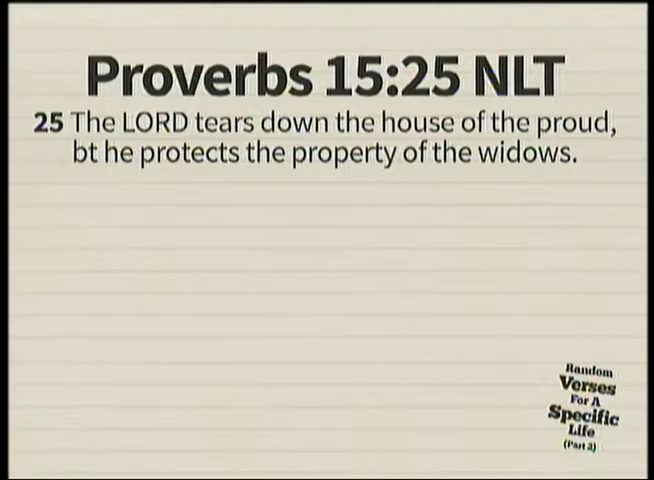 Proverbs 15:25 NLT
25 The LORD tears down the house of the proud,
bt he protects the property of the widows.
Random
Verses
For A
Specific
Life
(Part 2)